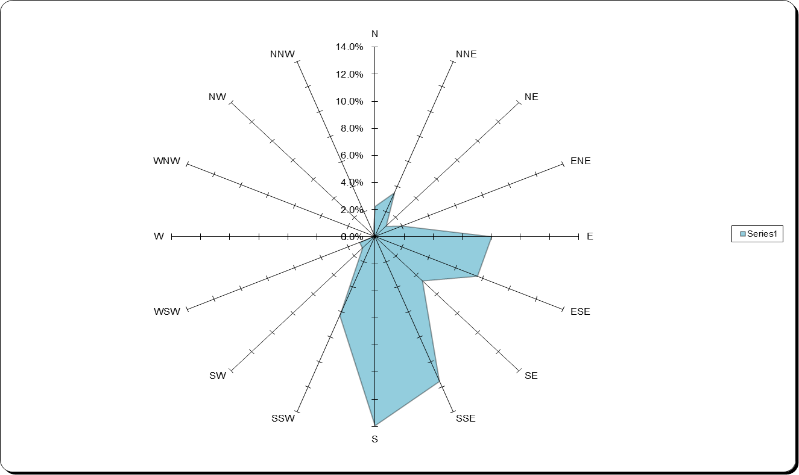 N
NNW
14.0%
NNE
12.0%
NW
10.0%
NE
8.0%
WNW
6.0%
ENE
4.0%
2.0%
W
0.0%
E
Series1
WSW
ESE
SW
SE
SSW
SSE
S